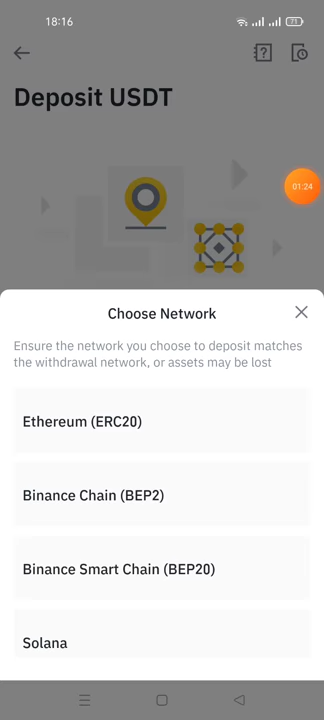 18:16
71
Deposit USDT
01:24
Choose Network
Ensure the network you choose to deposit matches
the withdrawal network, or assets may be lost
Ethereum (ERC20)
Binance Chain (BEP2)
Binance Smart Chain (BEP20)
Solana